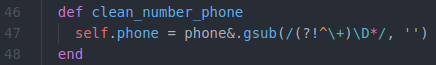 46 def clean_number_phone
47 self.phone = phone&.gsub(/(?!^\+)\D*/, '')
48 end